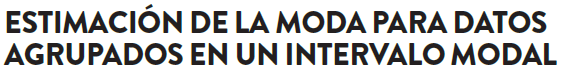 ESTIMACIÓN DE LA MODA PARA DATOS
AGRUPADOS EN UN INTERVALO MODAL